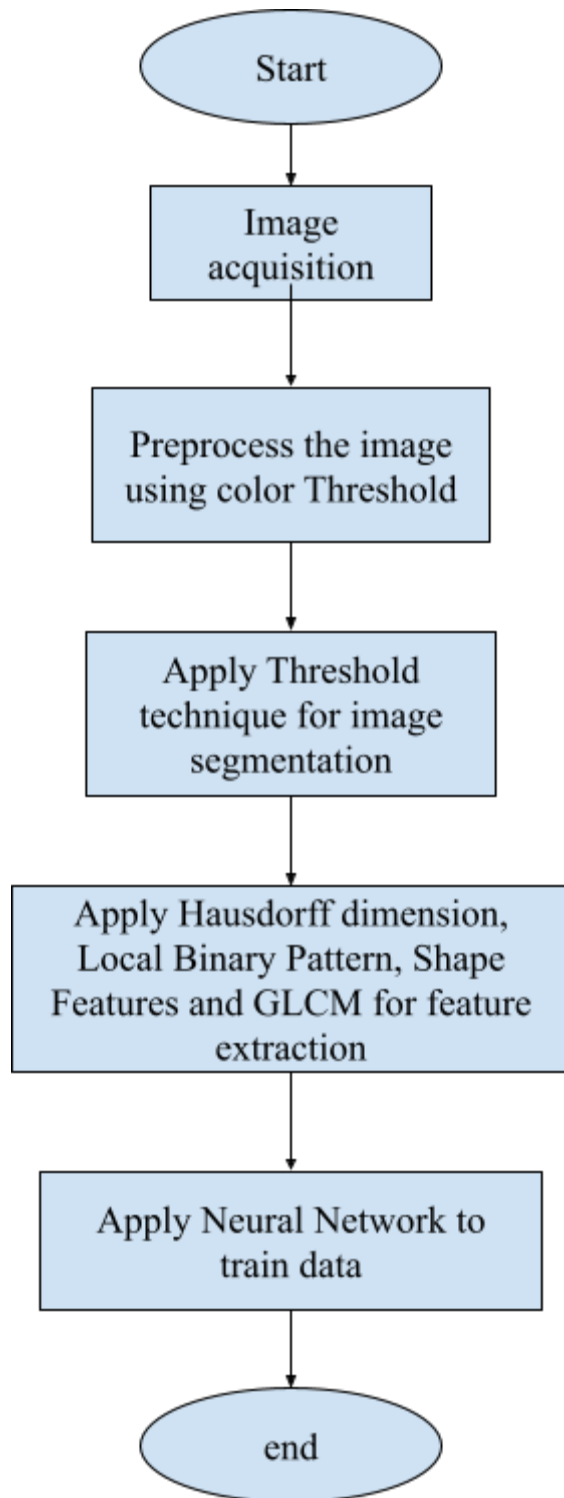 Start
Image
acquisition
Preprocess the image
using color Threshold
Apply Threshold
technique for image
segmentation
Apply Hausdorff dimension,
Local Binary Pattern, Shape
Features and GLCM for feature
extraction
Apply Neural Network to
train data
end